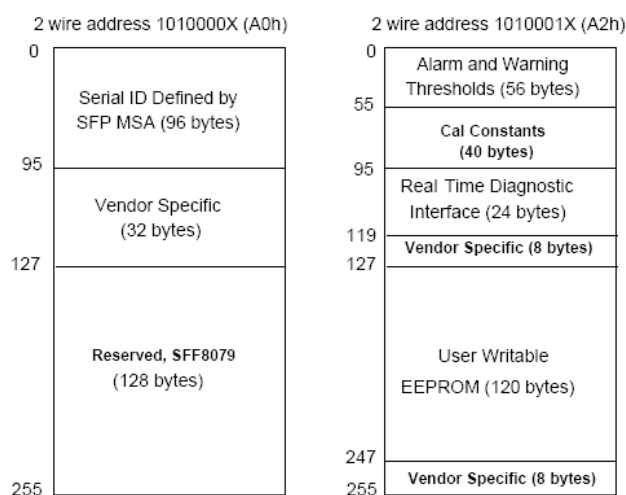 2 wire address 1010000X (A0h)
0
Serial ID Defined by
SFP MSA (96 bytes)
95
Vendor Specific
(32 bytes)
127
Reserved, SFF8079
(128 bytes)
255
2 wire address 1010001X (A2h)
0
Alarm and Warning
Thresholds (56 bytes)
55
Cal Constants
(40 bytes)
95
Real Time Diagnostic
Interface (24 bytes)
119
Vendor Specific (8 bytes)
127
User Writable
EEPROM (120 bytes)
247
Vendor Specific (8 bytes)
255